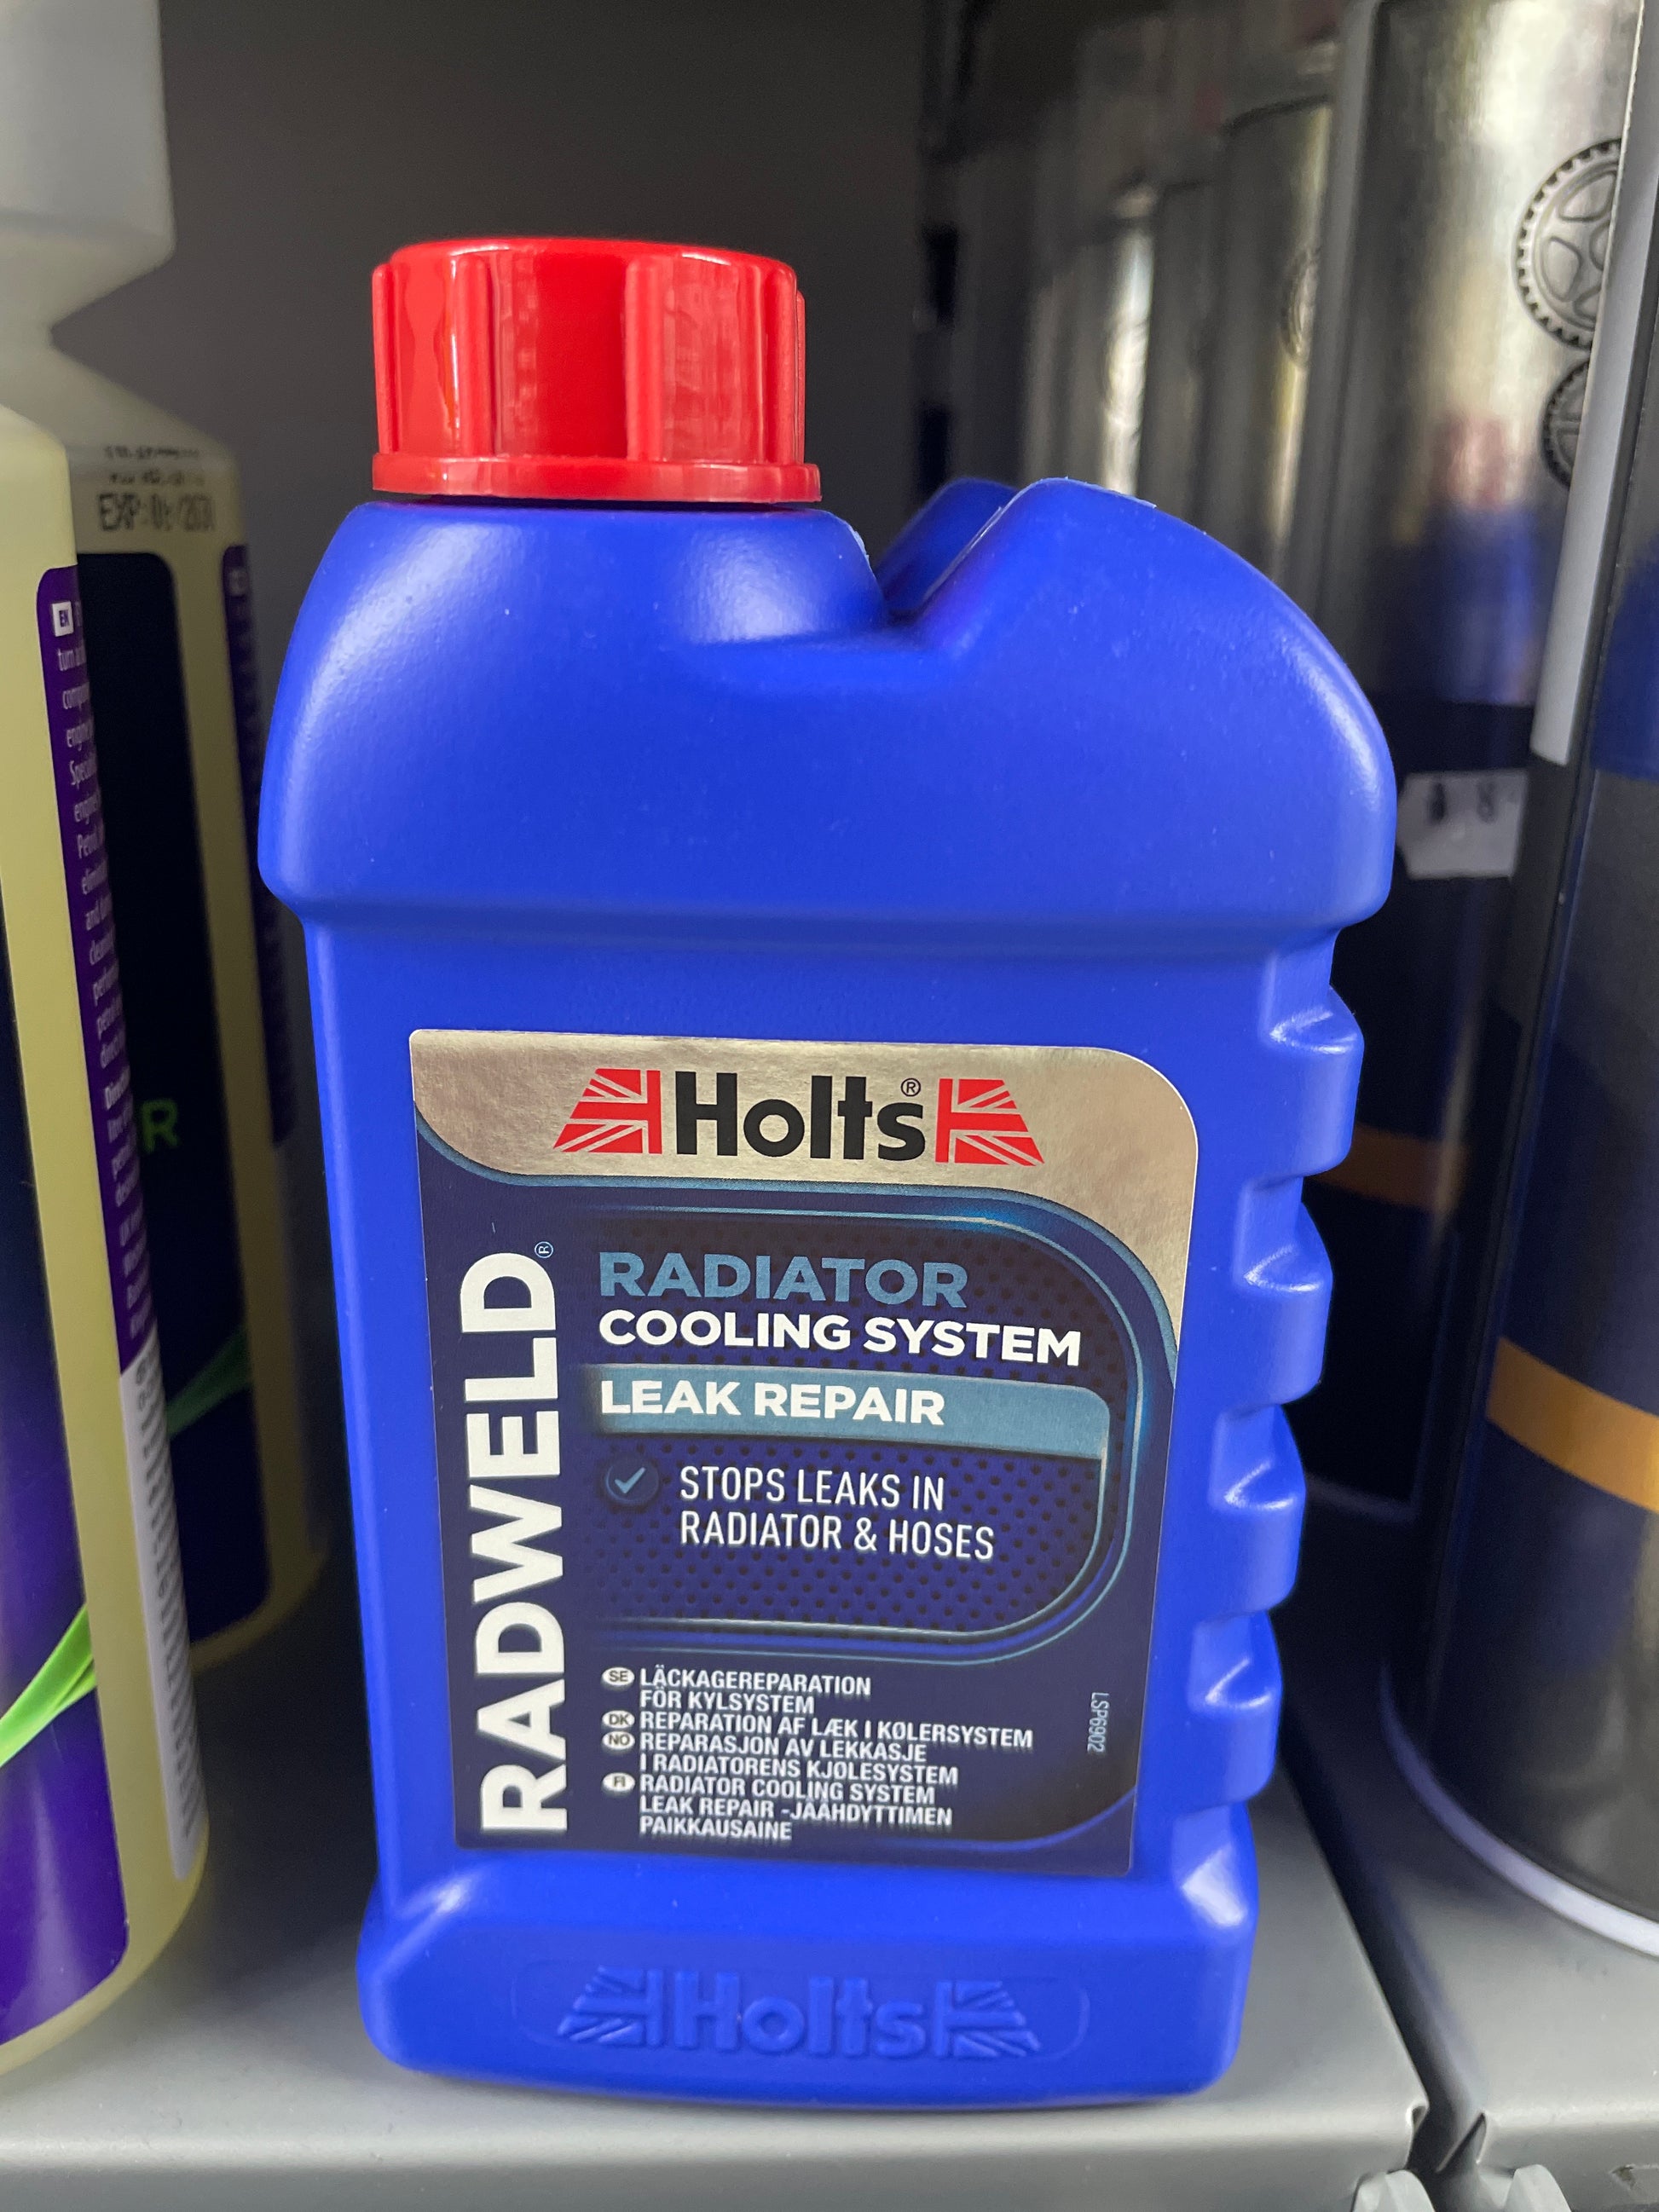 Holts®
RADWELD®
RADIATOR
COOLING SYSTEM
LEAK REPAIR
STOPS LEAKS IN
RADIATOR & HOSES
SE LÄCKAGEREPARATION
FÖR KYLSYSTEM
DK REPARATION AF LÆK I KØLERSYSTEM
NO REPARASJON AV LEKKASJE
I RADIATORENS KJØLESYSTEM
FI RADIATOR COOLING SYSTEM
LEAK REPAIR -JÄÄHDYTTIMEN
PAIKKAUSAINE
LSP6902
Holts
EN
R